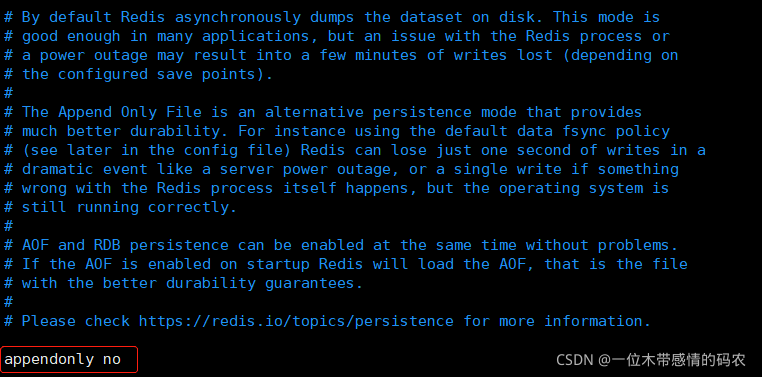 # By default Redis asynchronously dumps the dataset on disk. This mode is
# good enough in many applications, but an issue with the Redis process or
# a power outage may result into a few minutes of writes lost (depending on
# the configured save points).
#
# The Append Only File is an alternative persistence mode that provides
# much better durability. For instance using the default data fsync policy
# (see later in the config file) Redis can lose just one second of writes in a
# dramatic event like a server power outage, or a single write if something
# wrong with the Redis process itself happens, but the operating system is
# still running correctly.
#
# AOF and RDB persistence can be enabled at the same time without problems.
# If the AOF is enabled on startup Redis will load the AOF, that is the file
# with the better durability guarantees.
#
# Please check https://redis.io/topics/persistence for more information.
appendonly no
CSDN @一位木带感情的码农